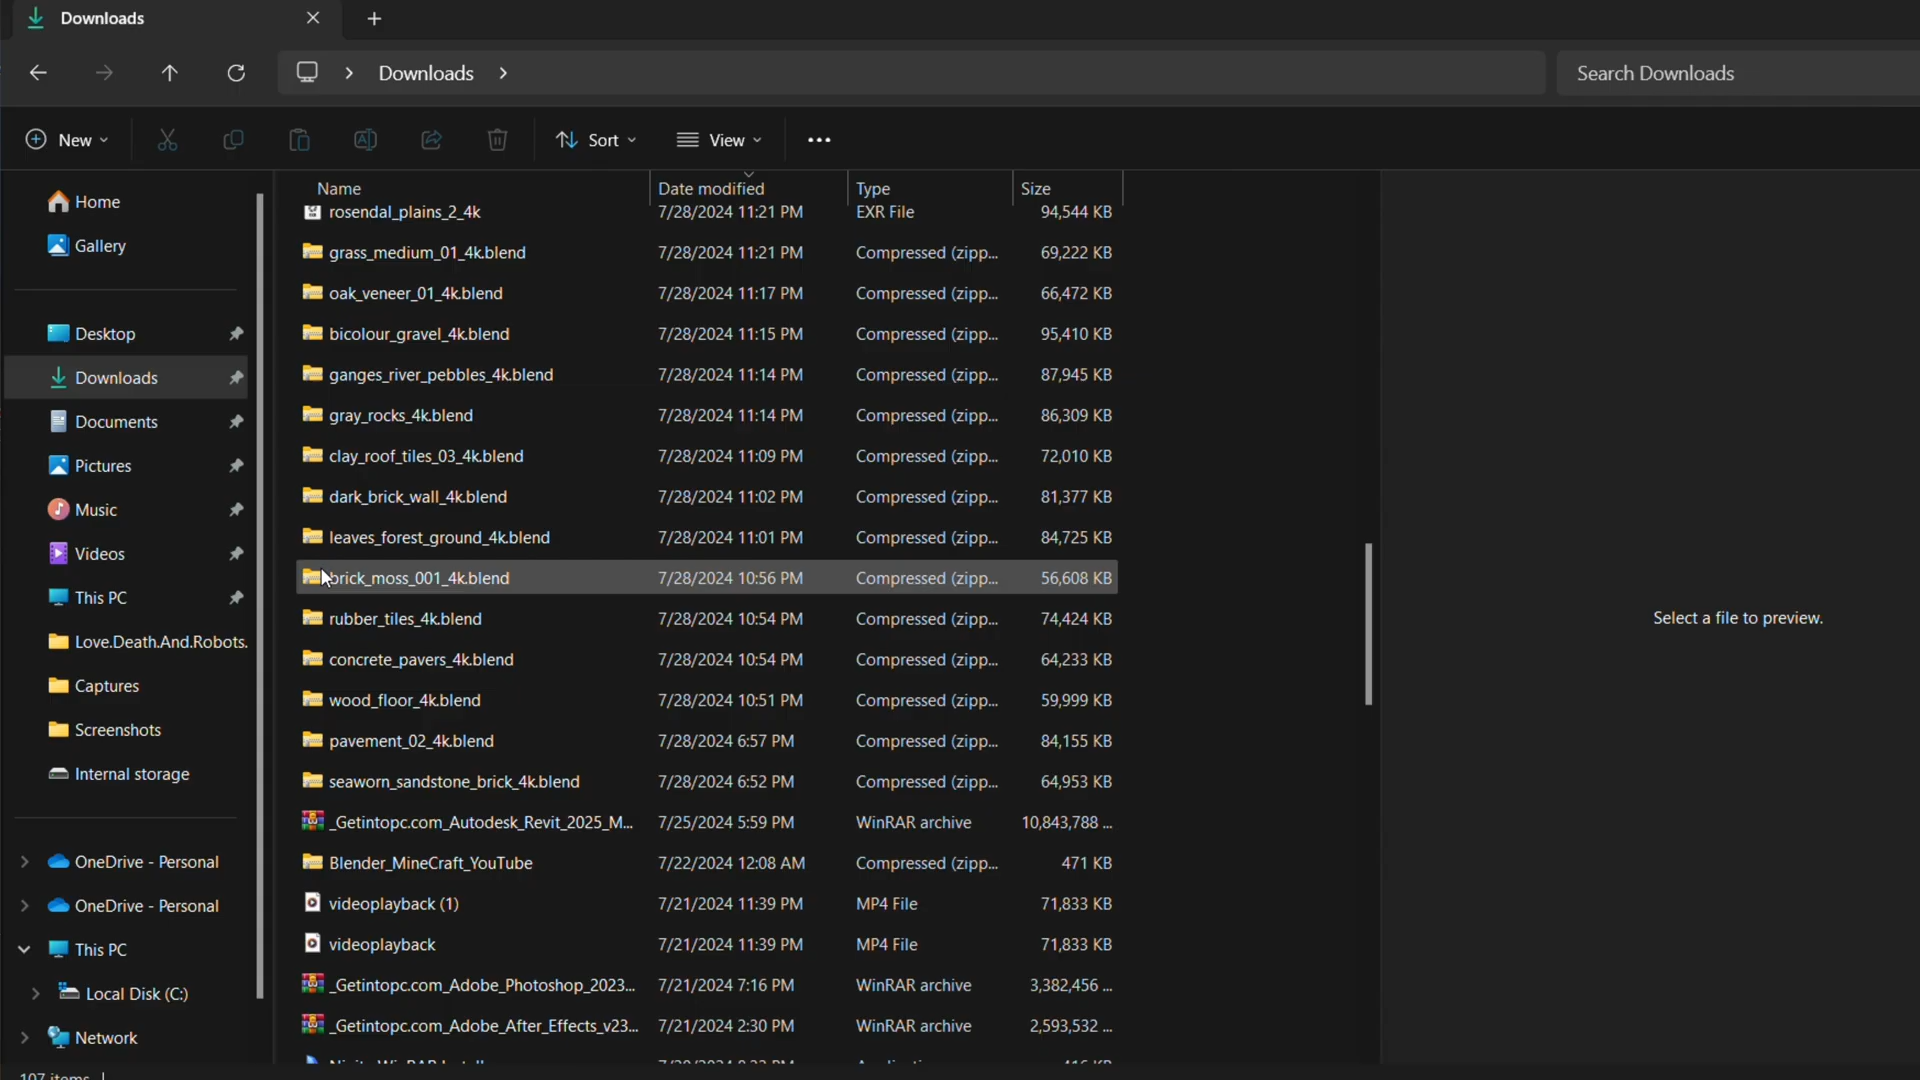 Downloads
Downloads
Search Downloads
New
Sort
View
Name Date modified Type Size
Home
Gallery
Desktop
Downloads
Documents
Pictures
Music
Videos
This PC
Love.Death.And.Robots.
Captures
Screenshots
Internal storage
OneDrive - Personal
OneDrive - Personal
This PC
Local Disk (C:)
Network
rosendal_plains_2_4k 7/28/2024 11:21 PM EXR File 94,544 KB
grass_medium_01_4k.blend 7/28/2024 11:21 PM Compressed (zipp... 69,222 KB
oak_veneer_01_4k.blend 7/28/2024 11:17 PM Compressed (zipp... 66,472 KB
bicolour_gravel_4k.blend 7/28/2024 11:15 PM Compressed (zipp... 95,410 KB
ganges_river_pebbles_4k.blend 7/28/2024 11:14 PM Compressed (zipp... 87,945 KB
gray_rocks_4k.blend 7/28/2024 11:14 PM Compressed (zipp... 86,309 KB
clay_roof_tiles_03_4k.blend 7/28/2024 11:09 PM Compressed (zipp... 72,010 KB
dark_brick_wall_4k.blend 7/28/2024 11:02 PM Compressed (zipp... 81,377 KB
leaves_forest_ground_4k.blend 7/28/2024 11:01 PM Compressed (zipp... 84,725 KB
brick_moss_001_4k.blend 7/28/2024 10:56 PM Compressed (zipp... 56,608 KB
rubber_tiles_4k.blend 7/28/2024 10:54 PM Compressed (zipp... 74,424 KB
concrete_pavers_4k.blend 7/28/2024 10:54 PM Compressed (zipp... 64,233 KB
wood_floor_4k.blend 7/28/2024 10:51 PM Compressed (zipp... 59,999 KB
pavement_02_4k.blend 7/28/2024 6:57 PM Compressed (zipp... 84,155 KB
seaworn_sandstone_brick_4k.blend 7/28/2024 6:52 PM Compressed (zipp... 64,953 KB
_Getintopc.com_Autodesk_Revit_2025_M... 7/25/2024 5:59 PM WinRAR archive 10,843,788 ...
Blender_MineCraft_YouTube 7/22/2024 12:08 AM Compressed (zipp... 471 KB
videoplayback (1) 7/21/2024 11:39 PM MP4 File 71,833 KB
videoplayback 7/21/2024 11:39 PM MP4 File 71,833 KB
_Getintopc.com_Adobe_Photoshop_2023... 7/21/2024 7:16 PM WinRAR archive 3,382,456 ...
_Getintopc.com_Adobe_After_Effects_v23... 7/21/2024 2:30 PM WinRAR archive 2,593,532 ...
Select a file to preview.
107 items